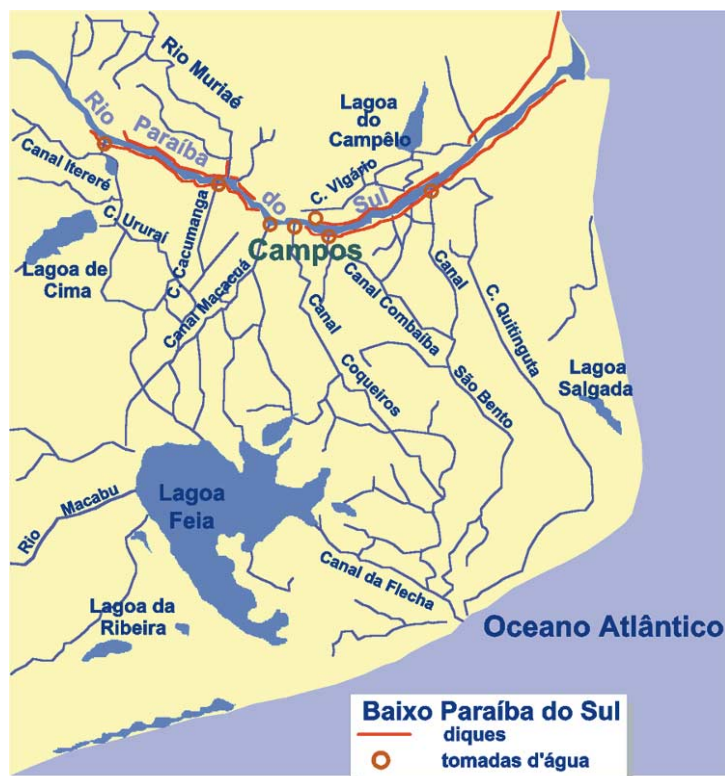 Rio Muriaé
Rio
Paraíba
do
Sul
Lagoa
do
Campêlo
C. Vigário
Canal Itereré
C. Ururaí
C. Cacumanga
Canal Macacuá
Campos
Lagoa de
Cima
Canal
Coqueiros
Canal Combaíba
Canal
São Bento
C. Quitinguta
Lagoa
Salgada
Lagoa
Feia
Rio
Macabu
Canal da Flecha
Lagoa da
Ribeira
Oceano Atlântico
Baixo Paraíba do Sul
diques
tomadas d'água